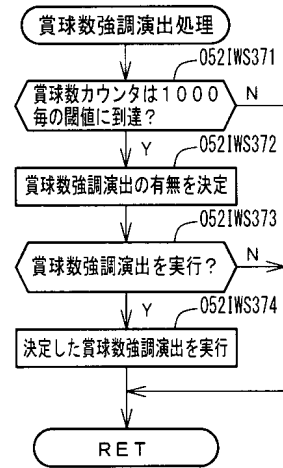 賞球数強調演出処理
052IWS371
賞球数カウンタは1000
毎の閾値に到達?
N
Y
052IWS372
賞球数強調演出の有無を決定
052IWS373
賞球数強調演出を実行?
N
Y
052IWS374
決定した賞球数強調演出を実行
RET